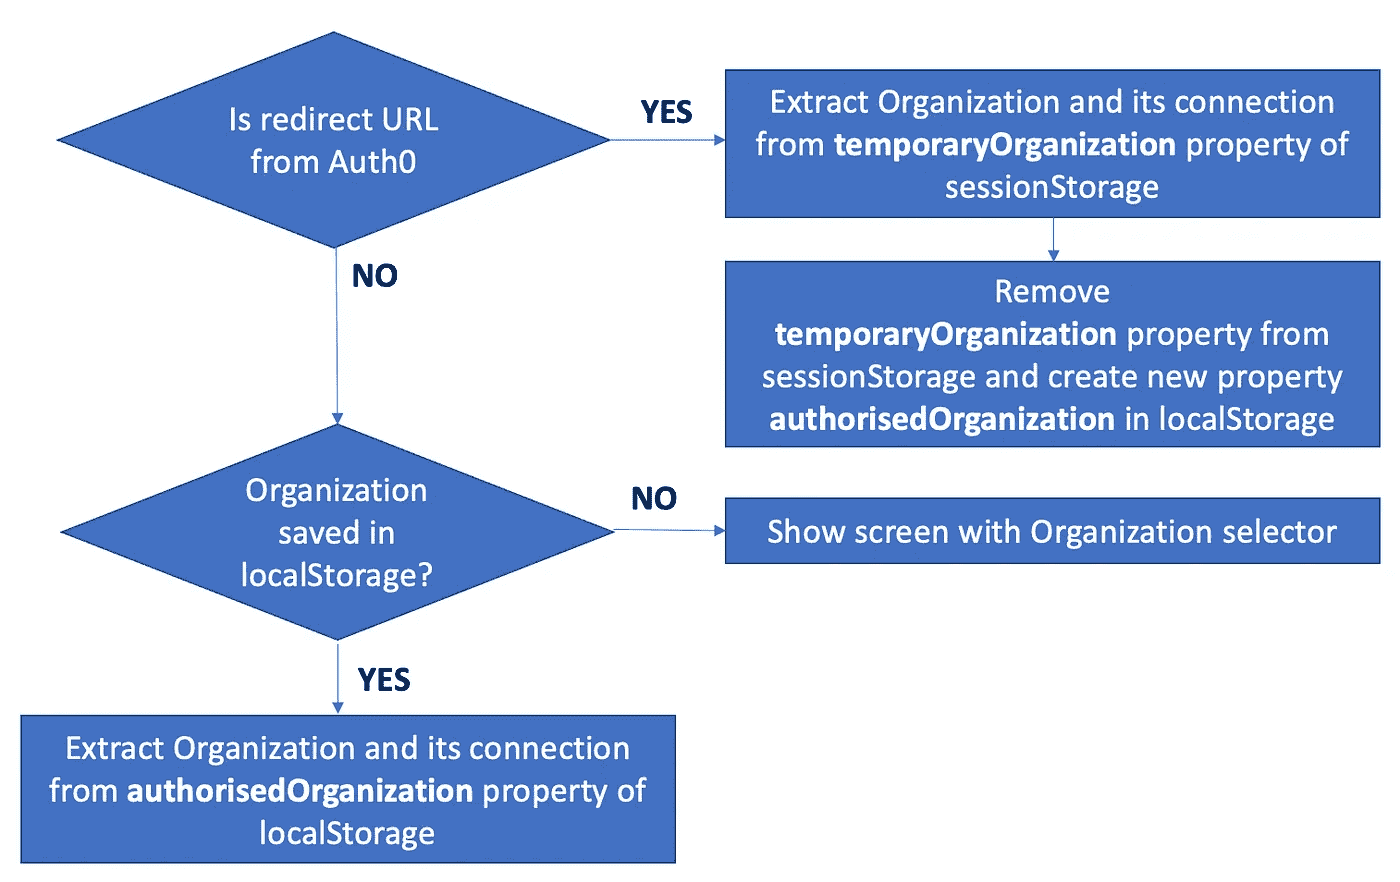 Is redirect URL
from Auth0
YES
Extract Organization and its connection
from temporaryOrganization property of
sessionStorage
NO
Remove
temporaryOrganization property from
sessionStorage and create new property
authorisedOrganization in localStorage
Organization
saved in
localStorage?
NO
Show screen with Organization selector
YES
Extract Organization and its connection
from authorisedOrganization property of
localStorage